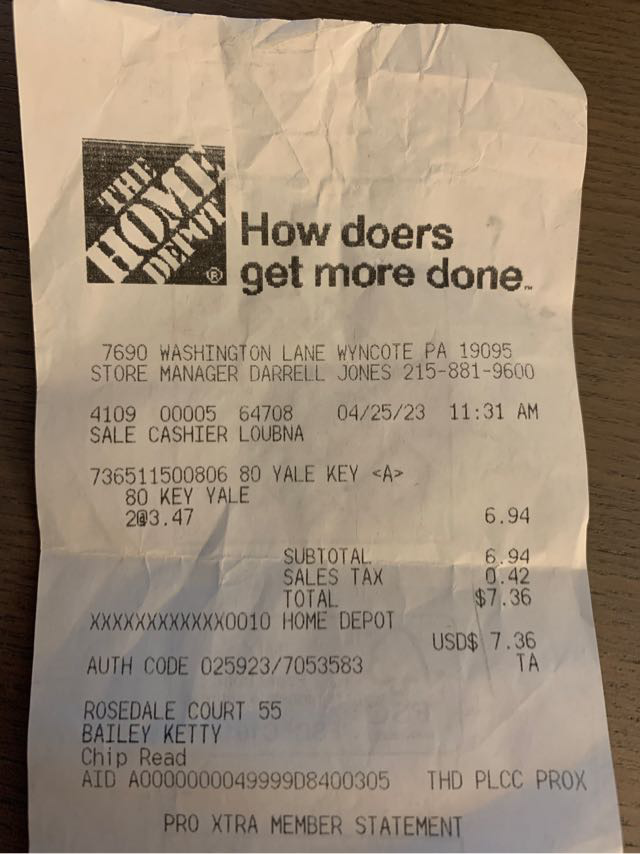 THE
HOME
DEPOT
®
How doers
get more done™
7690 WASHINGTON LANE WYNCOTE PA 19095
STORE MANAGER DARRELL JONES 215-881-9600
4109 00005 64708 04/25/23 11:31 AM
SALE CASHIER LOUBNA
736511500806 80 YALE KEY <A>
80 KEY YALE
2@3.47 6.94
SUBTOTAL 6.94
SALES TAX 0.42
TOTAL $7.36
XXXXXXXXXXXX0010 HOME DEPOT
USD$ 7.36
AUTH CODE 025923/7053583 TA
ROSEDALE COURT 55
BAILEY KETTY
Chip Read
AID A0000000049999D8400305 THD PLCC PROX
PRO XTRA MEMBER STATEMENT